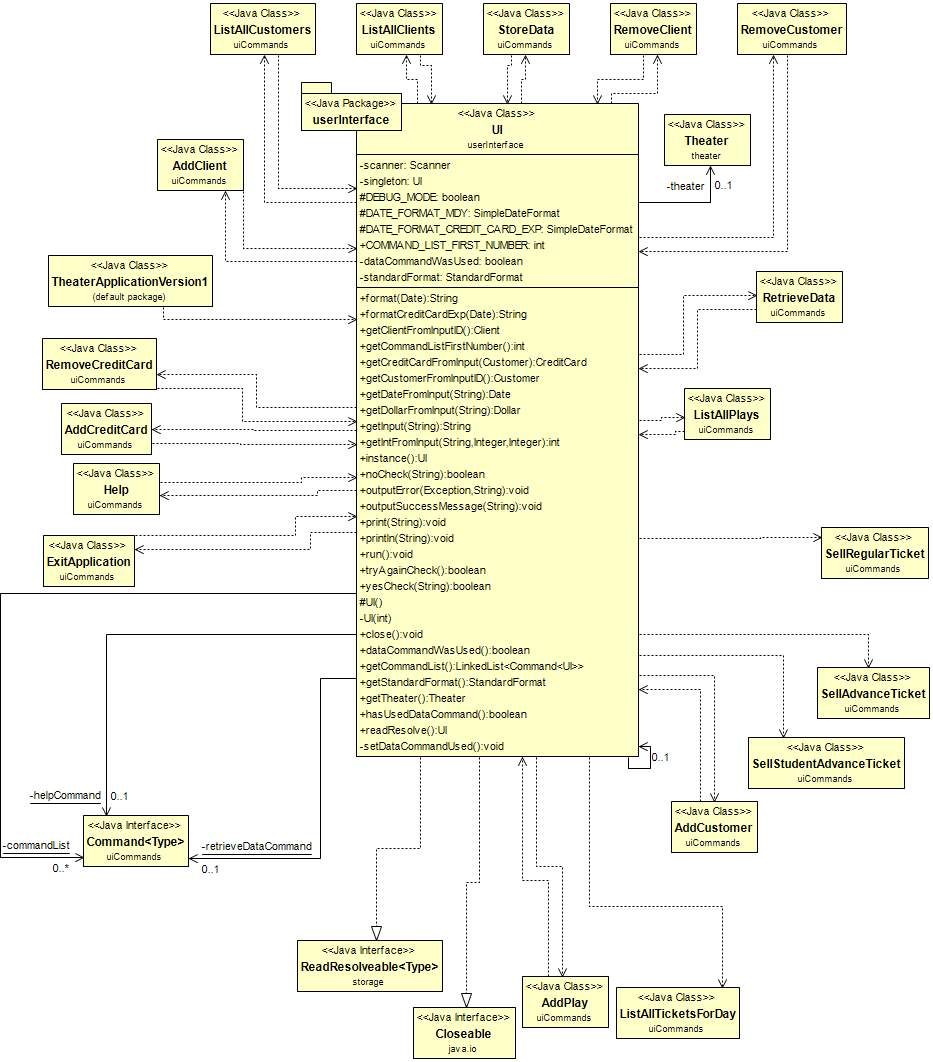 <<Java Class>>
ListAllCustomers
uiCommands
<<Java Class>>
ListAllClients
uiCommands
<<Java Class>>
StoreData
uiCommands
<<Java Class>>
RemoveClient
uiCommands
<<Java Class>>
RemoveCustomer
uiCommands
<<Java Package>>
userInterface
<<Java Class>>
UI
userInterface
-scanner: Scanner
-singleton: UI
#DEBUG_MODE: boolean
#DATE_FORMAT_MDY: SimpleDateFormat
#DATE_FORMAT_CREDIT_CARD_EXP: SimpleDateFormat
+COMMAND_LIST_FIRST_NUMBER: int
-dataCommandWasUsed: boolean
-standardFormat: StandardFormat
+format(Date):String
+formatCreditCardExp(Date):String
+getClientFromInputID():Client
+getCommandListFirstNumber():int
+getCreditCardFromInput(Customer):CreditCard
+getCustomerFromInputID():Customer
+getDateFromInput(String):Date
+getDollarFromInput(String):Dollar
+getInput(String):String
+getIntFromInput(String,Integer,Integer):int
+instance():UI
+noCheck(String):boolean
+outputError(Exception,String):void
+outputSuccessMessage(String):void
+print(String):void
+println(String):void
+run():void
+tryAgainCheck():boolean
+yesCheck(String):boolean
#UI()
-UI(int)
+close():void
+dataCommandWasUsed():boolean
+getCommandList():LinkedList<Command<UI>>
+getStandardFormat():StandardFormat
+getTheater():Theater
+hasUsedDataCommand():boolean
+readResolve():UI
-setDataCommandUsed():void
<<Java Class>>
Theater
theater
-theater
0..1
<<Java Class>>
AddClient
uiCommands
<<Java Class>>
TheaterApplicationVersion1
(default package)
<<Java Class>>
RetrieveData
uiCommands
<<Java Class>>
RemoveCreditCard
uiCommands
<<Java Class>>
AddCreditCard
uiCommands
<<Java Class>>
ListAllPlays
uiCommands
<<Java Class>>
Help
uiCommands
<<Java Class>>
ExitApplication
uiCommands
<<Java Class>>
SellRegularTicket
uiCommands
<<Java Class>>
SellAdvanceTicket
uiCommands
<<Java Class>>
SellStudentAdvanceTicket
uiCommands
0..1
<<Java Class>>
AddCustomer
uiCommands
-helpCommand
0..1
<<Java Interface>>
Command<Type>
uiCommands
-commandList
0..*
-retrieveDataCommand
0..1
<<Java Interface>>
ReadResolveable<Type>
storage
<<Java Class>>
AddPlay
uiCommands
<<Java Class>>
ListAllTicketsForDay
uiCommands
<<Java Interface>>
Closeable
java.io